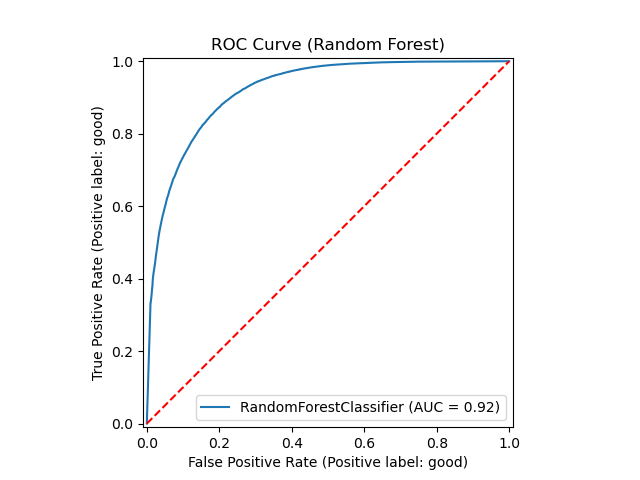 ROC Curve (Random Forest)
1.0
0.8
0.6
0.4
0.2
0.0
True Positive Rate (Positive label: good)
RandomForestClassifier (AUC = 0.92)
0.0 0.2 0.4 0.6 0.8 1.0
False Positive Rate (Positive label: good)